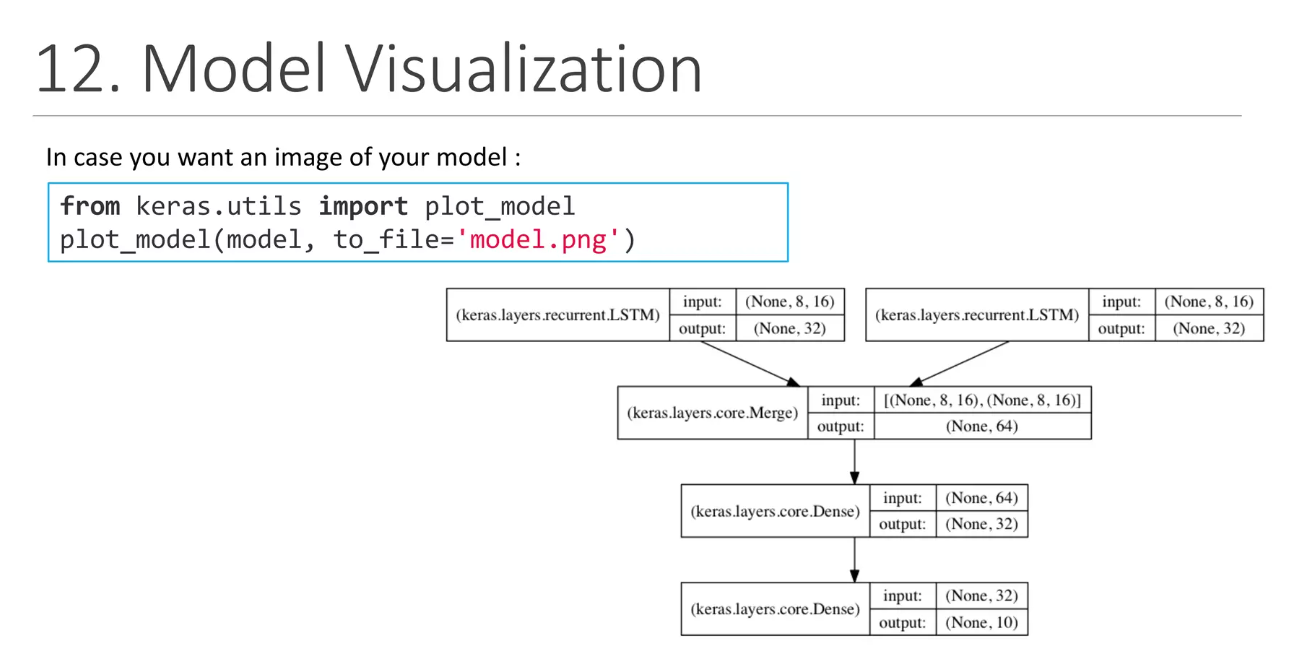 12. Model Visualization
In case you want an image of your model :
from keras.utils import plot_model
plot_model(model, to_file='model.png')
(keras.layers.recurrent.LSTM) input: (None, 8, 16)
output: (None, 32)
(keras.layers.recurrent.LSTM) input: (None, 8, 16)
output: (None, 32)
(keras.layers.core.Merge) input: [(None, 8, 16), (None, 8, 16)]
output: (None, 64)
(keras.layers.core.Dense) input: (None, 64)
output: (None, 32)
(keras.layers.core.Dense) input: (None, 32)
output: (None, 10)